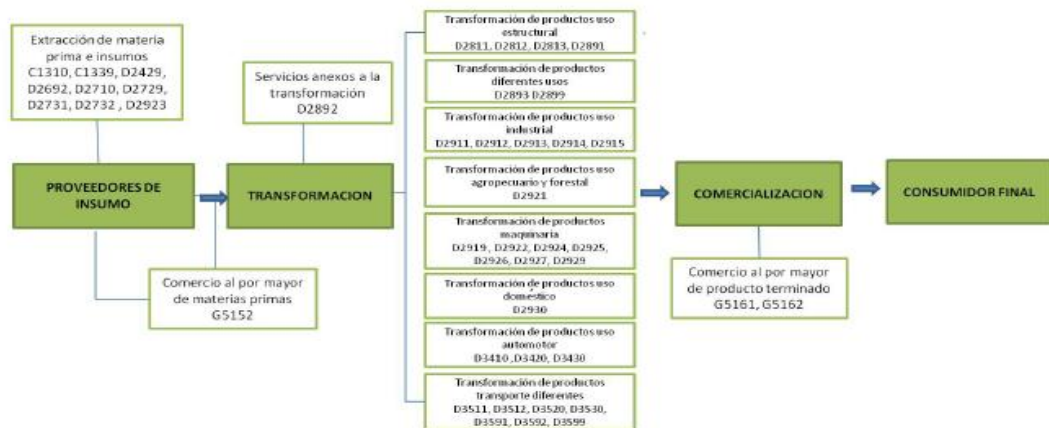 Extracción de materia
prima e insumos
C1310, C1339, D2429,
D2692, D2710, D2729,
D2731, D2732 , D2923
PROVEEDORES DE
INSUMO
Comercio al por mayor
de materias primas
G5152
Servicios anexos a la
transformación
D2892
TRANSFORMACION
Transformación de productos uso
estructural
D2811, D2812, D2813, D2891
Transformación de productos
diferentes usos
D2893 D2899
Transformación de productos uso
industrial
D2911, D2912, D2913, D2914, D2915
Transformación de productos uso
agropecuario y forestal
D2921
Transformación de productos
maquinaria
D2919 , D2922, D2924, D2925,
D2926, D2927, D2929
Transformación de productos uso
doméstico
D2930
Transformación de productos uso
automotor
D3410 ,D3420, D3430
Transformación de productos
transporte diferentes
D3511, D3512, D3520, D3530,
D3591, D3592, D3599
COMERCIALIZACION
Comercio al por mayor
de producto terminado
G5161, G5162
CONSUMIDOR FINAL